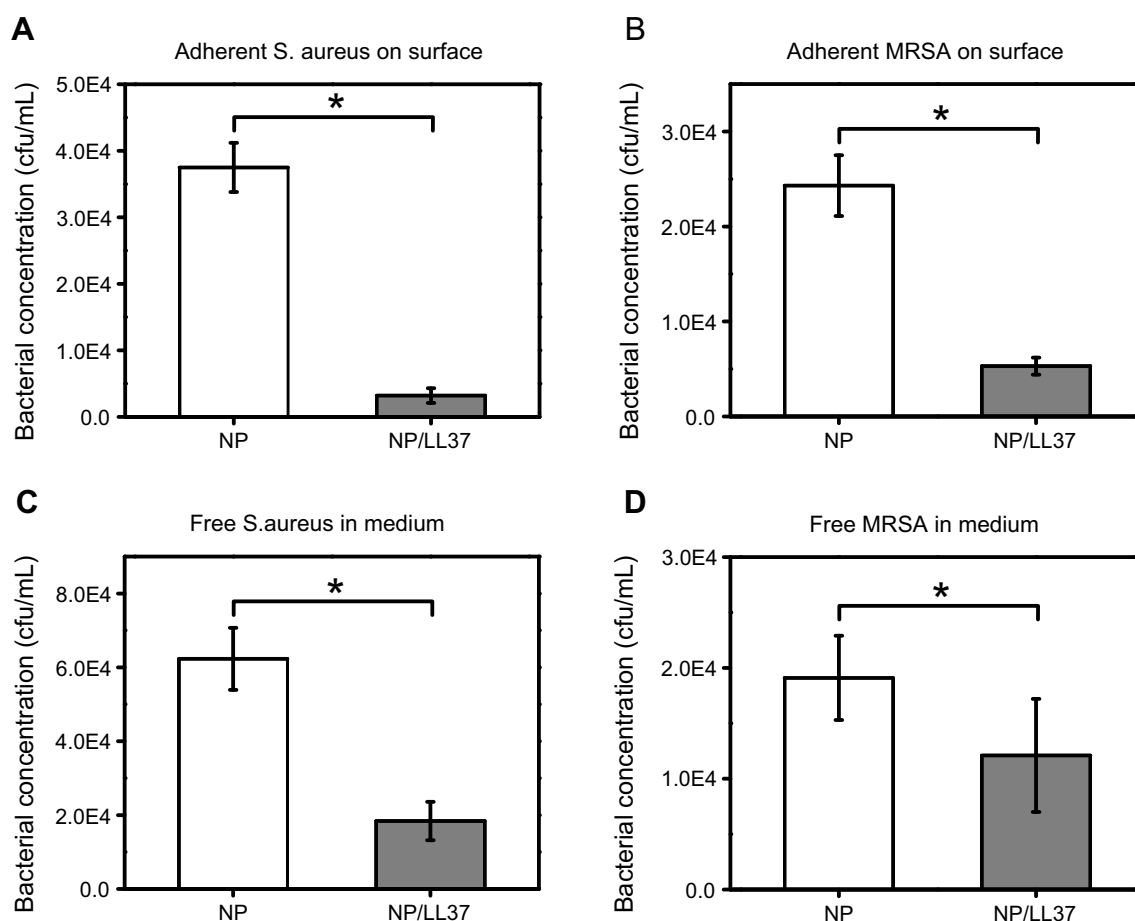 A
Adherent S. aureus on surface
Bacterial concentration (cfu/mL)
5.0E4
4.0E4
3.0E4
2.0E4
1.0E4
0.0
*
NP
NP/LL37
B
Adherent MRSA on surface
Bacterial concentration (cfu/mL)
3.0E4
2.0E4
1.0E4
0.0
*
NP
NP/LL37
C
Free S.aureus in medium
Bacterial concentration (cfu/mL)
8.0E4
6.0E4
4.0E4
2.0E4
0.0
*
NP
NP/LL37
D
Free MRSA in medium
Bacterial concentration (cfu/mL)
3.0E4
2.0E4
1.0E4
0.0
*
NP
NP/LL37